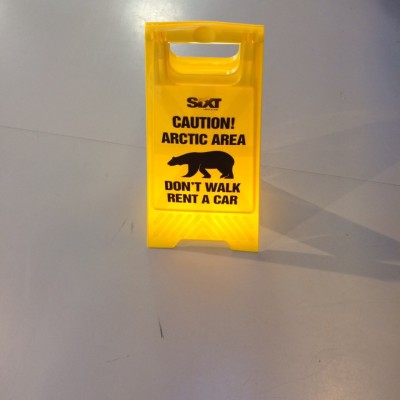 SIXT
CAUTION!
ARCTIC AREA
DON'T WALK
RENT A CAR